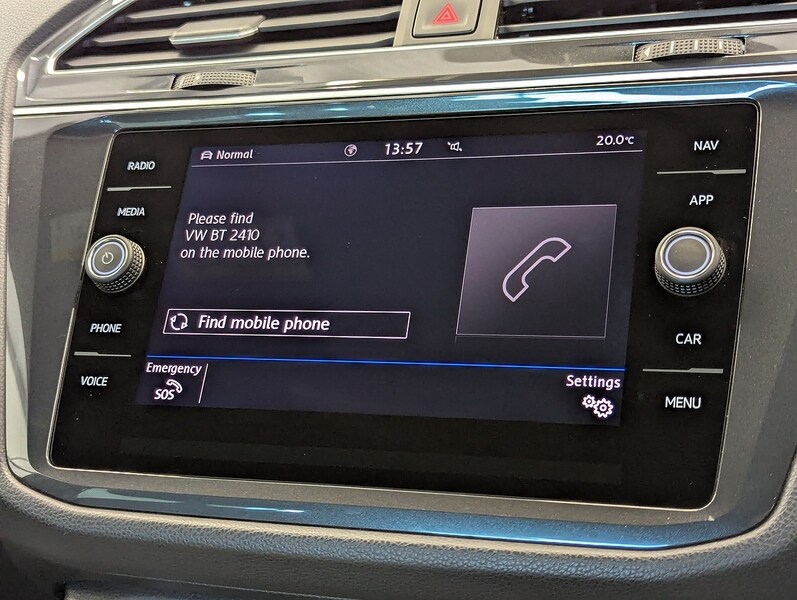 Normal 13:57 20.0°C
RADIO
MEDIA
PHONE
VOICE
Please find
VW BT 2410
on the mobile phone.
Find mobile phone
Emergency
SOS
Settings
NAV
APP
CAR
MENU